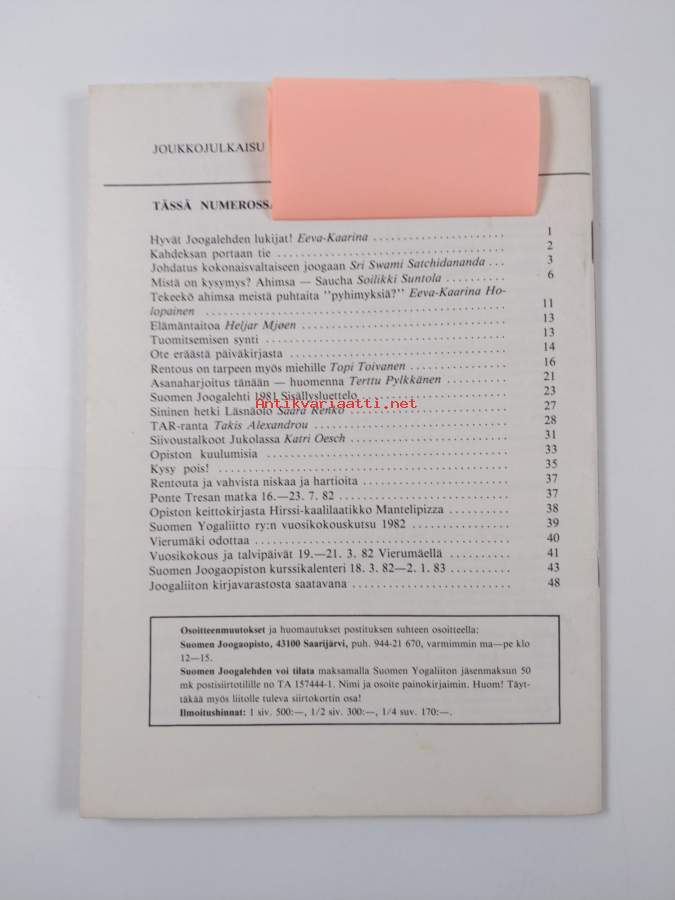 JOUKKOJULKAISU
TÄSSÄ NUMEROSSA
Hyvät Joogalehden lukijat! Eeva-Kaarina ...................... 1
Kahdeksan portaan tie ...................... 2
Johdatus kokonaisvaltaiseen joogaan Sri Swami Satchidananda ... 3
Mistä on kysymys? Ahimsa — Saucha Soilikki Suntola .......... 6
Tekeekö ahimsa meistä puhtaita "pyhimyksiä?" Eeva-Kaarina Ho-
lopainen ...................... 11
Elämäntaitoa Heljar Mjøen ...................... 13
Tuomitsemisen synti ...................... 13
Ote eräästä päiväkirjasta ...................... 14
Rentous on tarpeen myös miehille Topi Toivanen ................ 16
Asanaharjoitus tänään — huomenna Terttu Pylkkänen ............ 21
Suomen Joogalehti 1981 Sisällysluettelo ...................... 23
Sininen hetki Läsnäolo Saara Renko ...................... 27
TAR-ranta Takis Alexandrou ...................... 28
Siivoustalkoot Jukolassa Katri Oesch ...................... 31
Opiston kuulumisia ...................... 33
Kysy pois! ...................... 35
Rentouta ja vahvista niskaa ja hartioita ...................... 37
Ponte Tresan matka 16.—23. 7. 82 ...................... 37
Opiston keittokirjasta Hirssi-kaalilaatikko Mantelipizza .......... 38
Suomen Yogaliitto ry:n vuosikokouskutsu 1982 ................ 39
Vierumäki odottaa ...................... 40
Vuosikokous ja talvipäivät 19.—21. 3. 82 Vierumäellä .......... 41
Suomen Joogaopiston kurssikalenteri 18. 3. 82—2. 1. 83 .......... 43
Joogaliiton kirjavarastosta saatavana ...................... 48
Antikvariaatti.net
Osoitteenmuutokset ja huomautukset postituksen suhteen osoitteella:
Suomen Joogaopisto, 43100 Saarijärvi, puh. 944-21 670, varmimmin ma—pe klo
12—15.
Suomen Joogalehden voi tilata maksamalla Suomen Yogaliiton jäsenmaksun 50
mk postisiirtotilille no TA 157444-1. Nimi ja osoite painokirjaimin. Huom! Täyt-
täkää myös liitolle tuleva siirtokortin osa!
Ilmoitushinnat: 1 siv. 500:—, 1/2 siv. 300:—, 1/4 suv. 170:—.